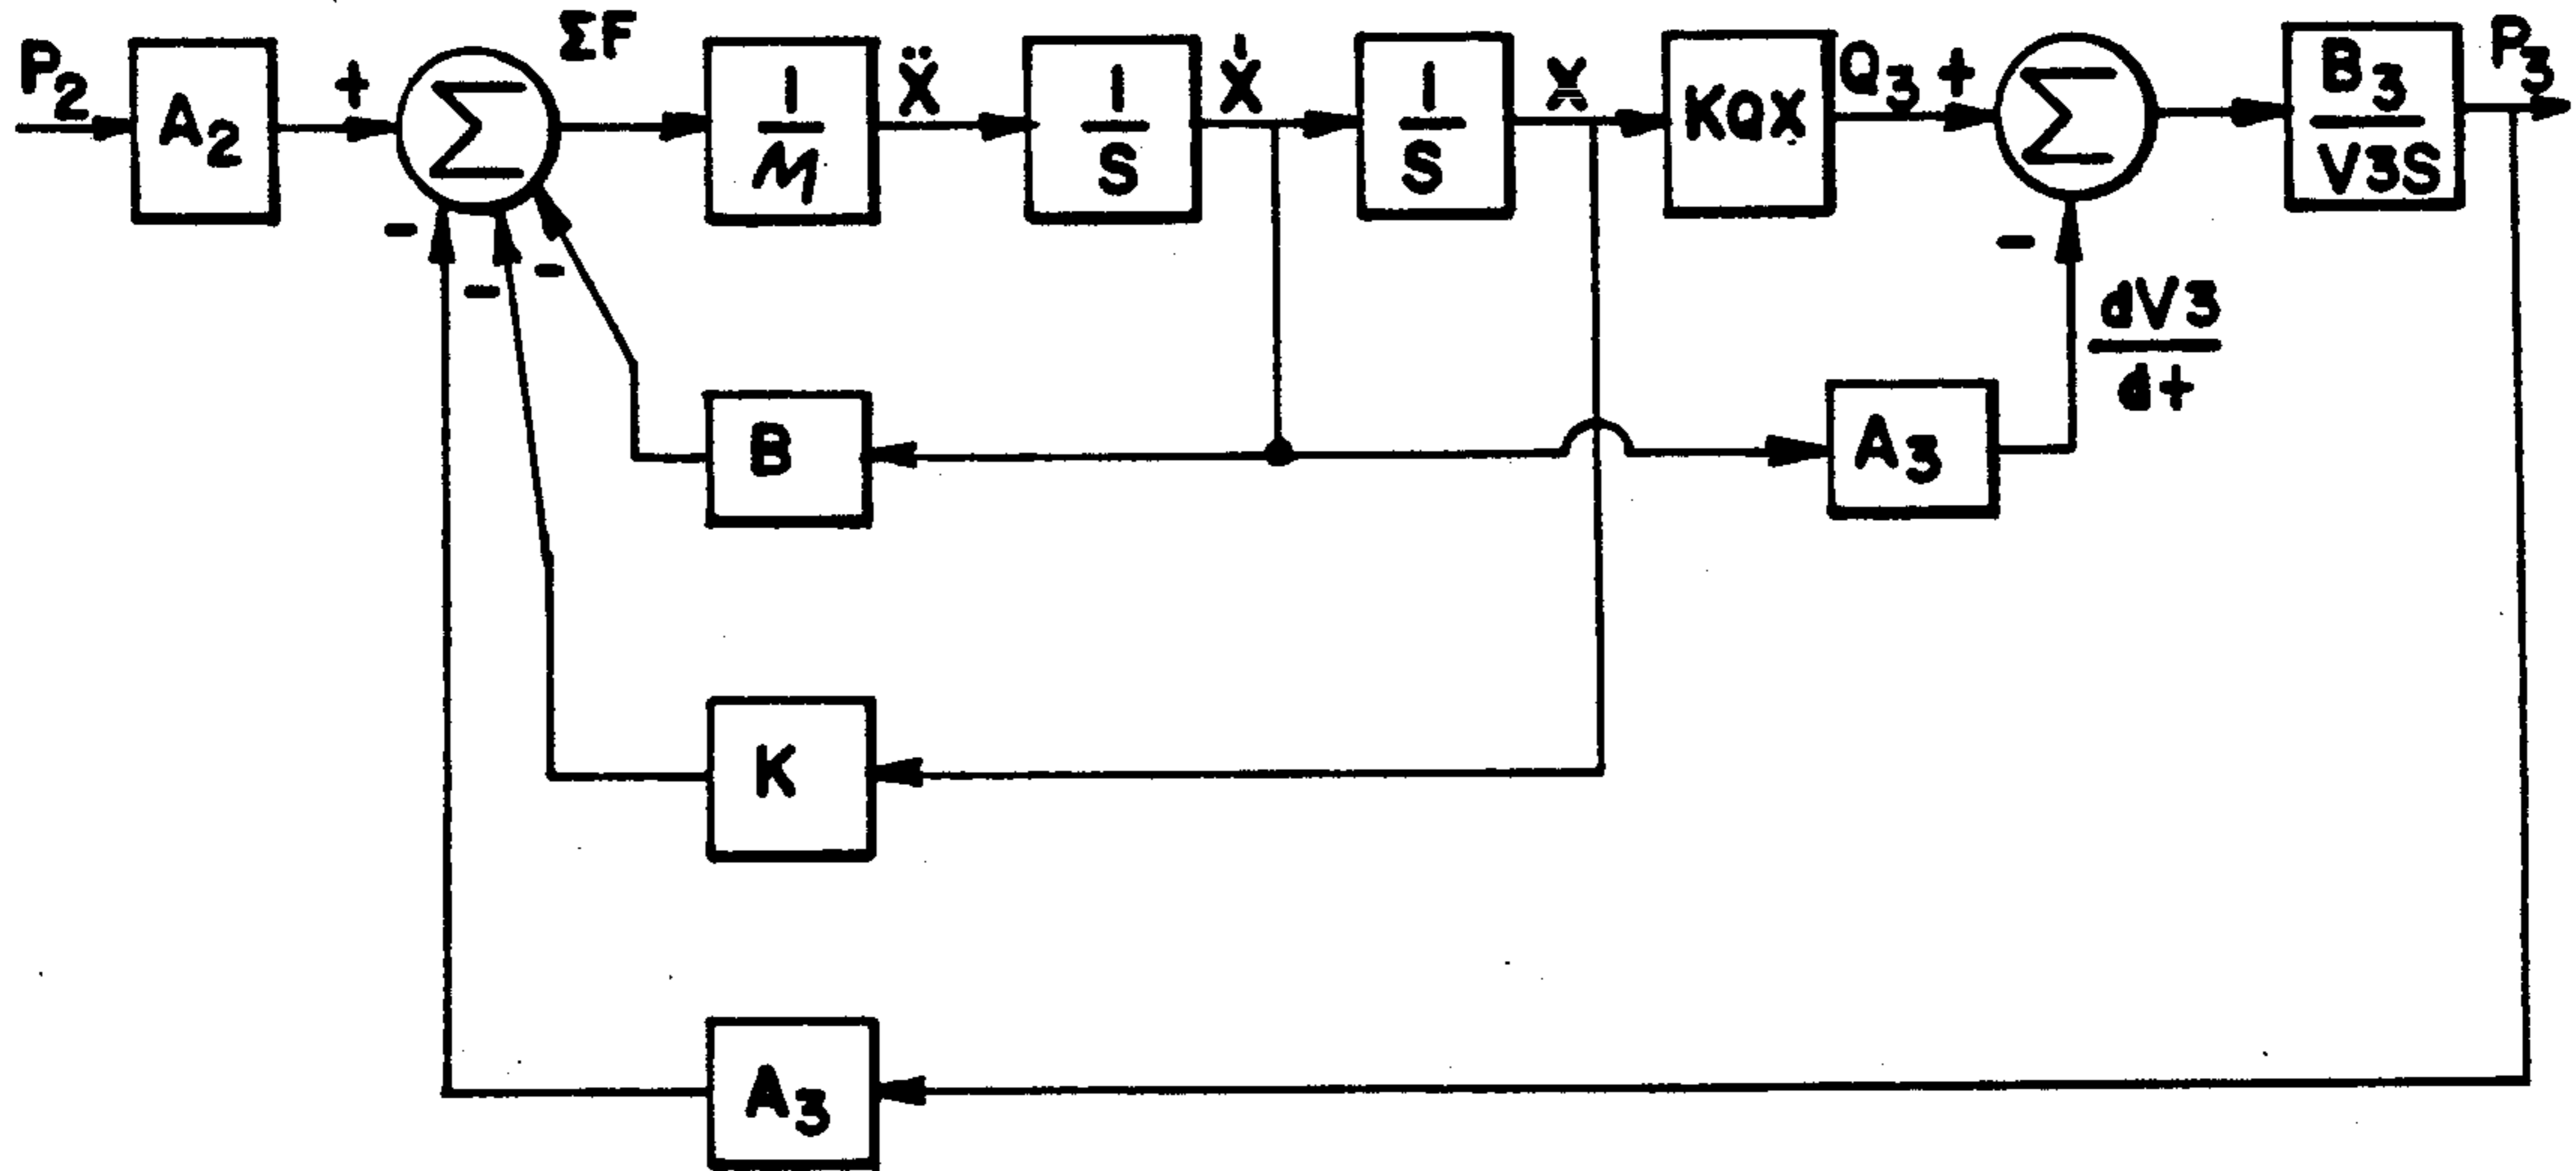 P2
A2
+
ΣF
Σ
-
-
-
1
M
Ẍ
1
S
Ẋ
1
S
X
KQX
Q3
+
Σ
-
B3
V3S
P3
dV3
dt
B
A3
K
A3